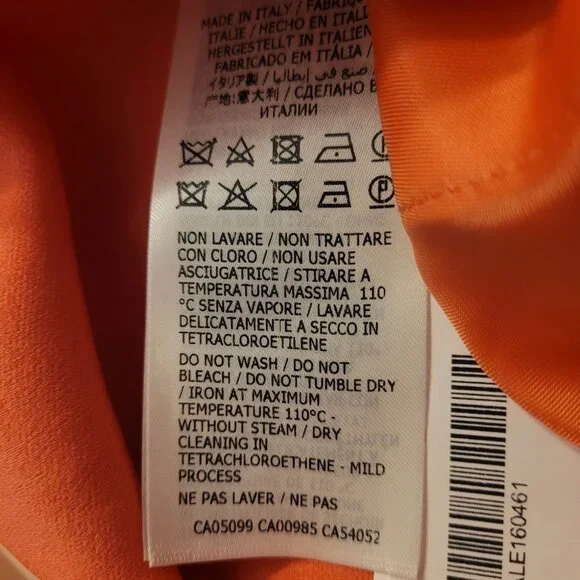 MADE IN ITALY / FABRIQ
ITALIE / HECHO EN ITALI
HERGESTELLT IN ITALIEN
FABRICADO EM ITÁLIA /
イタリア製 / صنع في إيطاليا /
产地:意大利 / СДЕЛАНО В
ИТАЛИИ
P
NON LAVARE / NON TRATTARE
CON CLORO / NON USARE
ASCIUGATRICE / STIRARE A
TEMPERATURA MASSIMA 110
°C SENZA VAPORE / LAVARE
DELICATAMENTE A SECCO IN
TETRACLOROETILENE
DO NOT WASH / DO NOT
BLEACH / DO NOT TUMBLE DRY
/ IRON AT MAXIMUM
TEMPERATURE 110°C -
WITHOUT STEAM / DRY
CLEANING IN
TETRACHLOROETHENE - MILD
PROCESS
NE PAS LAVER / NE PAS
CA05099 CA00985 CA54052
LE160461